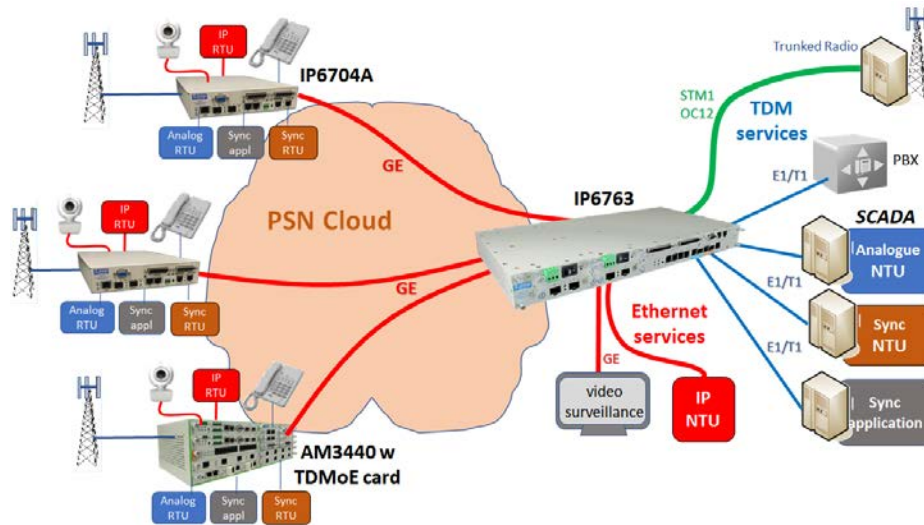 IP
RTU
IP6704A
Analog
RTU
Sync
appl
Sync
RTU
GE
IP
RTU
Analog
RTU
Sync
appl
Sync
RTU
GE
PSN Cloud
IP
RTU
AM3440 w
TDMoE card
Analog
RTU
Sync
appl
Sync
RTU
IP6763
Trunked Radio
STM1
OC12
TDM
services
PBX
E1/T1
SCADA
Analogue
NTU
E1/T1
Sync
NTU
E1/T1
Sync
application
Ethernet
services
GE
video
surveillance
IP
NTU